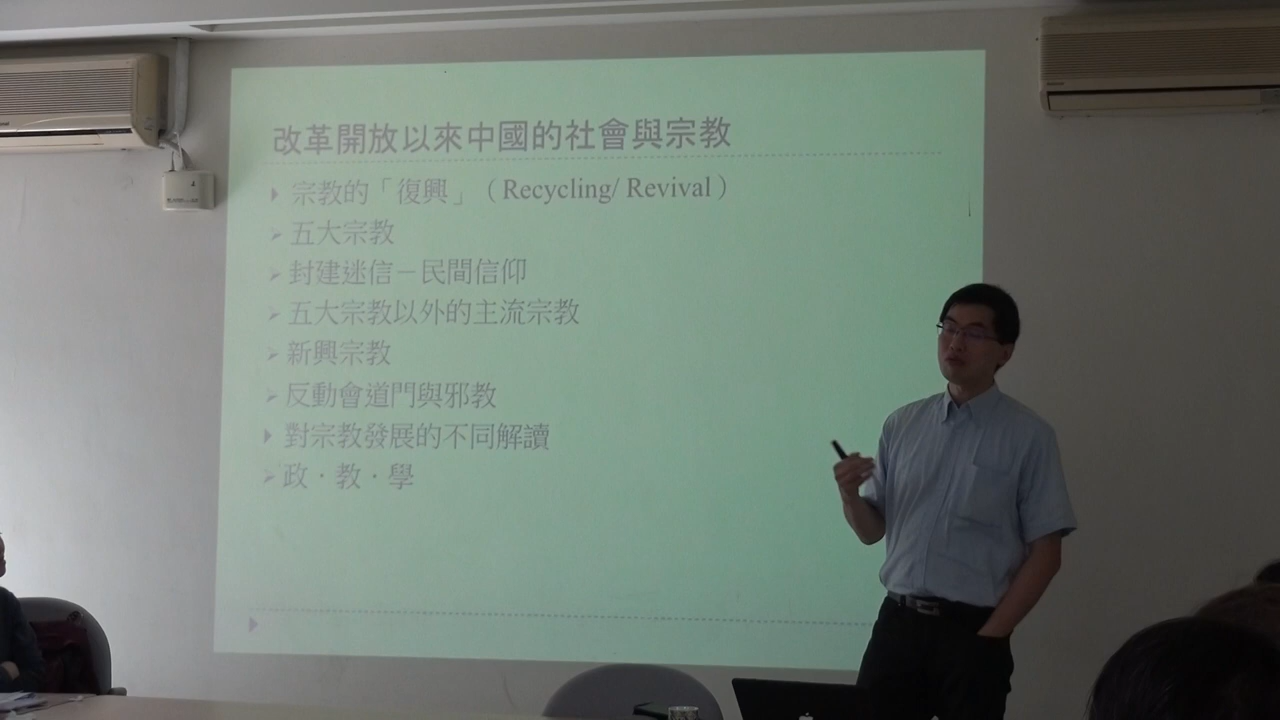 改革開放以來中國的社會與宗教
宗教的「復興」（Recycling/ Revival）
五大宗教
封建迷信－民間信仰
五大宗教以外的主流宗教
新興宗教
反動會道門與邪教
對宗教發展的不同解讀
政．教．學